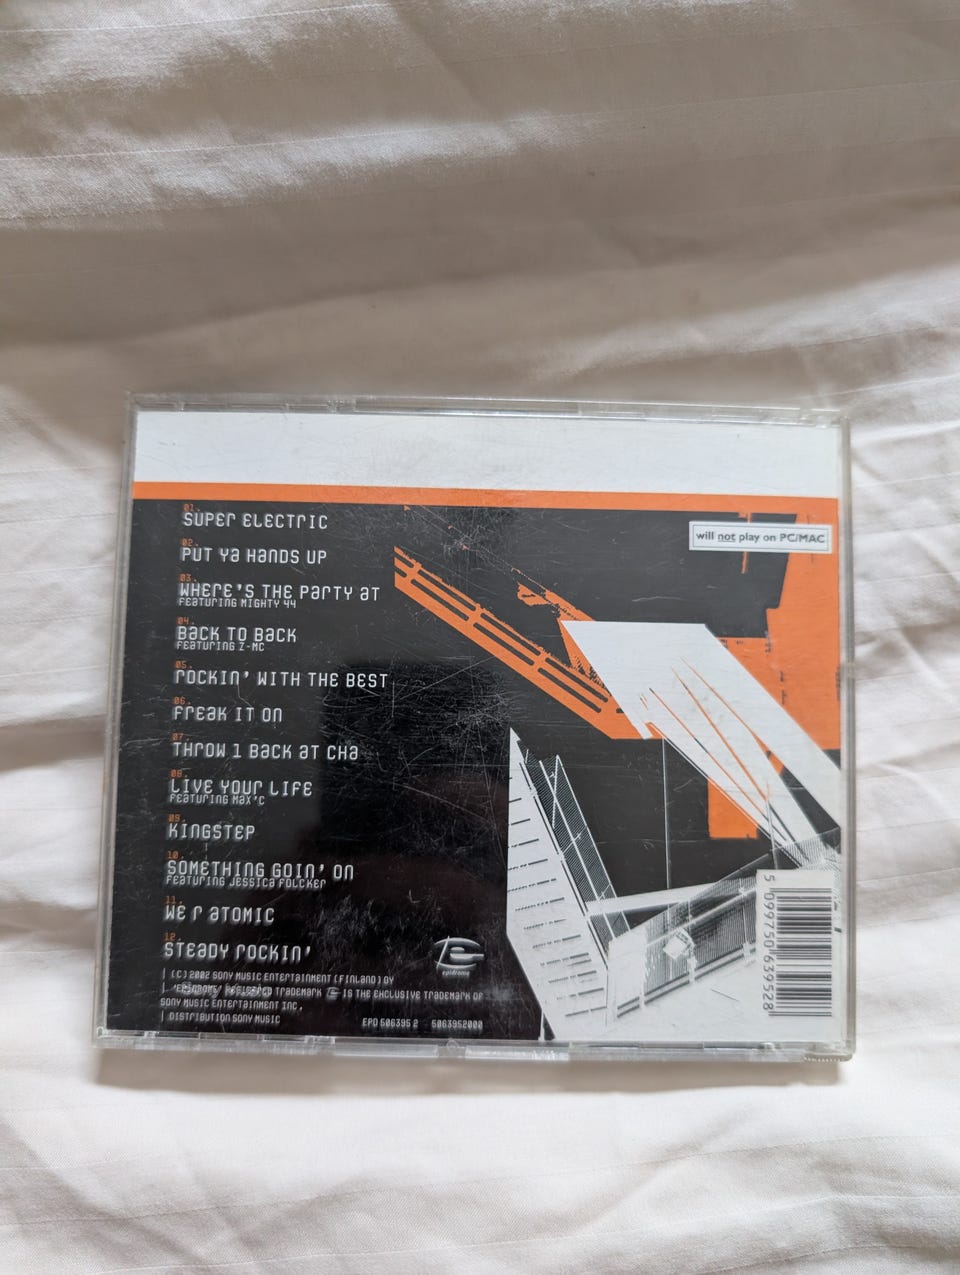 01.
SUPER ELECTRIC
02.
PUT YA HANDS UP
03.
WHERE'S THE PARTY AT
FEATURING MIGHTY 44
04.
BACK TO BACK
FEATURING Z-MC
05.
ROCKIN' WITH THE BEST
06.
FREAK IT ON
07.
THROW 1 BACK AT CHA
08.
LIVE YOUR LIFE
FEATURING MAX'C
09.
KINGSTEP
10.
SOMETHING GOIN' ON
FEATURING JESSICA FOLCKER
11.
WE R ATOMIC
12.
STEADY ROCKIN'
will not play on PC/MAC
epidrome
(C) 2002 SONY MUSIC ENTERTAINMENT (FINLAND) OY
"EPIDROME/ REGISTERED TRADEMARK IS THE EXCLUSIVE TRADEMARK OF
SONY MUSIC ENTERTAINMENT INC.
DISTRIBUTION SONY MUSIC
EPD 506395 2 5063952000
5 099750 639528